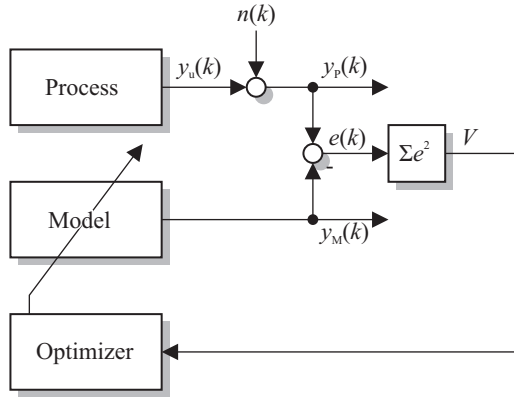 n(k)
Process
y_u(k)
y_P(k)
e(k)
Σe²
V
-
Model
y_M(k)
Optimizer